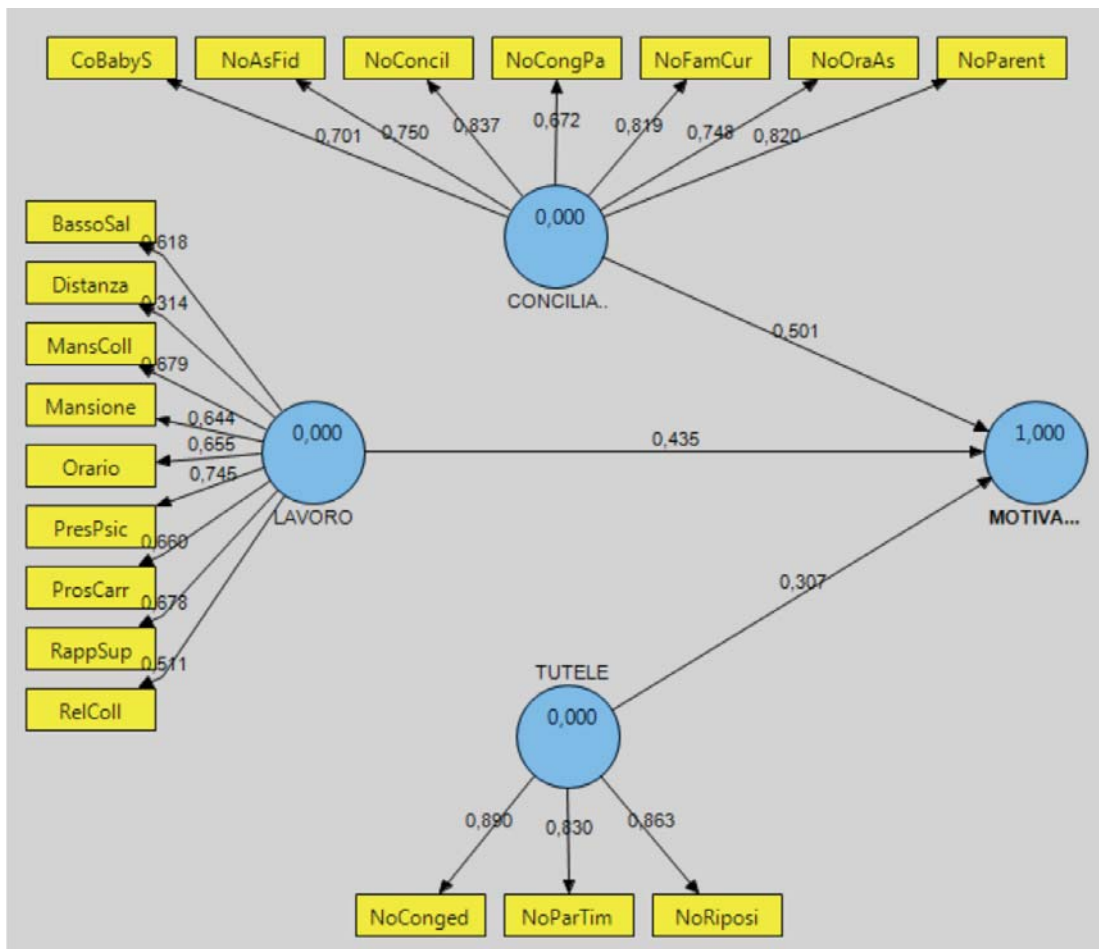 CoBabyS
NoAsFid
NoConcil
NoCongPa
NoFamCur
NoOraAs
NoParent
0,701
0,750
0,837
0,672
0,819
0,748
0,820
0,000
CONCILIA..
BassoSal
Distanza
MansColl
Mansione
Orario
PresPsic
ProsCarr
RappSup
RelColl
0,618
0,314
0,679
0,644
0,655
0,745
0,660
0,678
0,511
0,000
LAVORO
0,501
0,435
0,307
1,000
MOTIVA...
TUTELE
0,000
0,890
0,830
0,863
NoConged
NoParTim
NoRiposi